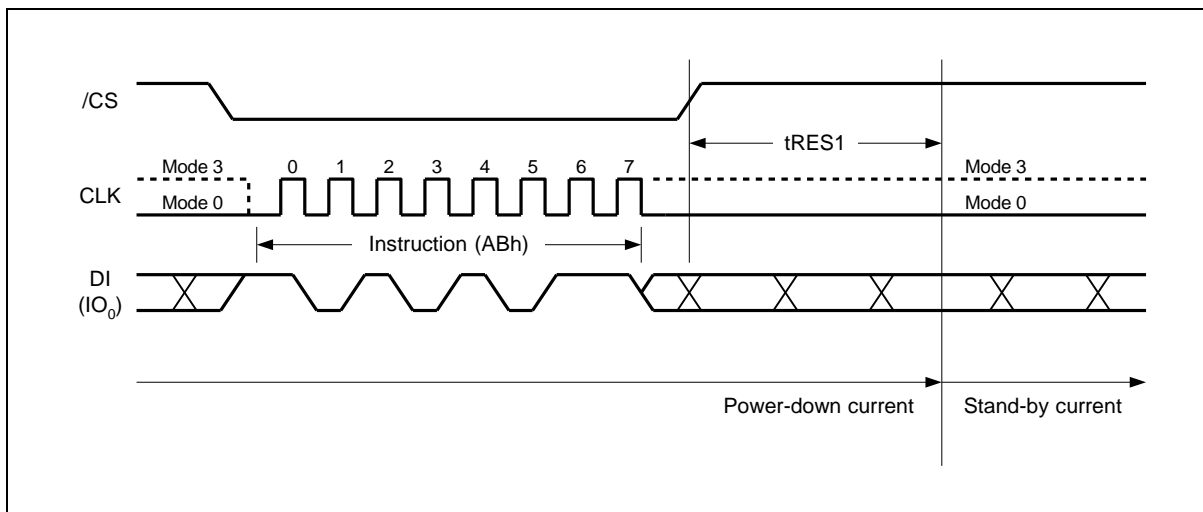 /CS
tRES1
Mode 3 0 1 2 3 4 5 6 7 Mode 3
CLK
Mode 0 Mode 0
Instruction (ABh)
DI
(IO₀)
Power-down current Stand-by current